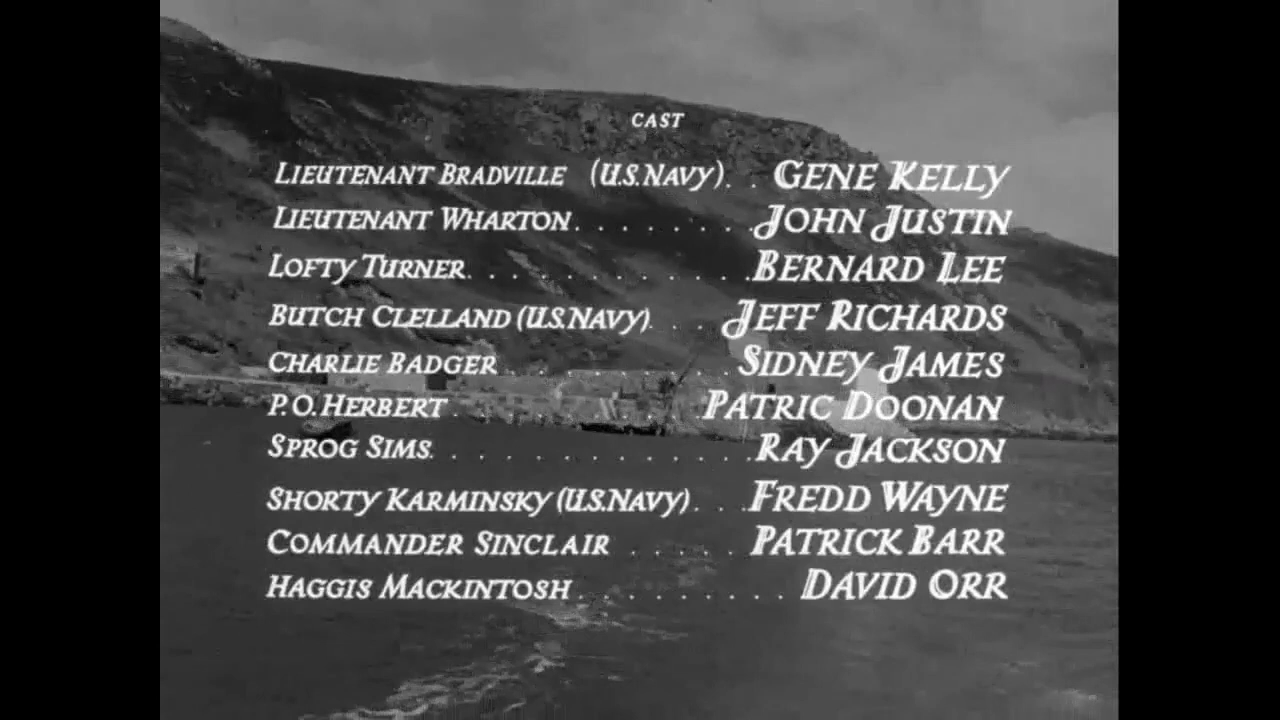 CAST
LIEUTENANT BRADVILLE (U.S.NAVY). . GENE KELLY
LIEUTENANT WHARTON. . . . . . . . JOHN JUSTIN
LOFTY TURNER. . . . . . . . . . . . . BERNARD LEE
BUTCH CLELLAND (U.S.NAVY). . . JEFF RICHARDS
CHARLIE BADGER . . . . . . . . . SIDNEY JAMES
P.O. HERBERT . . . . . . . . . PATRIC DOONAN
SPROG SIMS. . . . . . . . . . . . . . RAY JACKSON
SHORTY KARMINSKY (U.S.NAVY). . . FREDD WAYNE
COMMANDER SINCLAIR . . . . . PATRICK BARR
HAGGIS MACKINTOSH . . . . . . . . . DAVID ORR